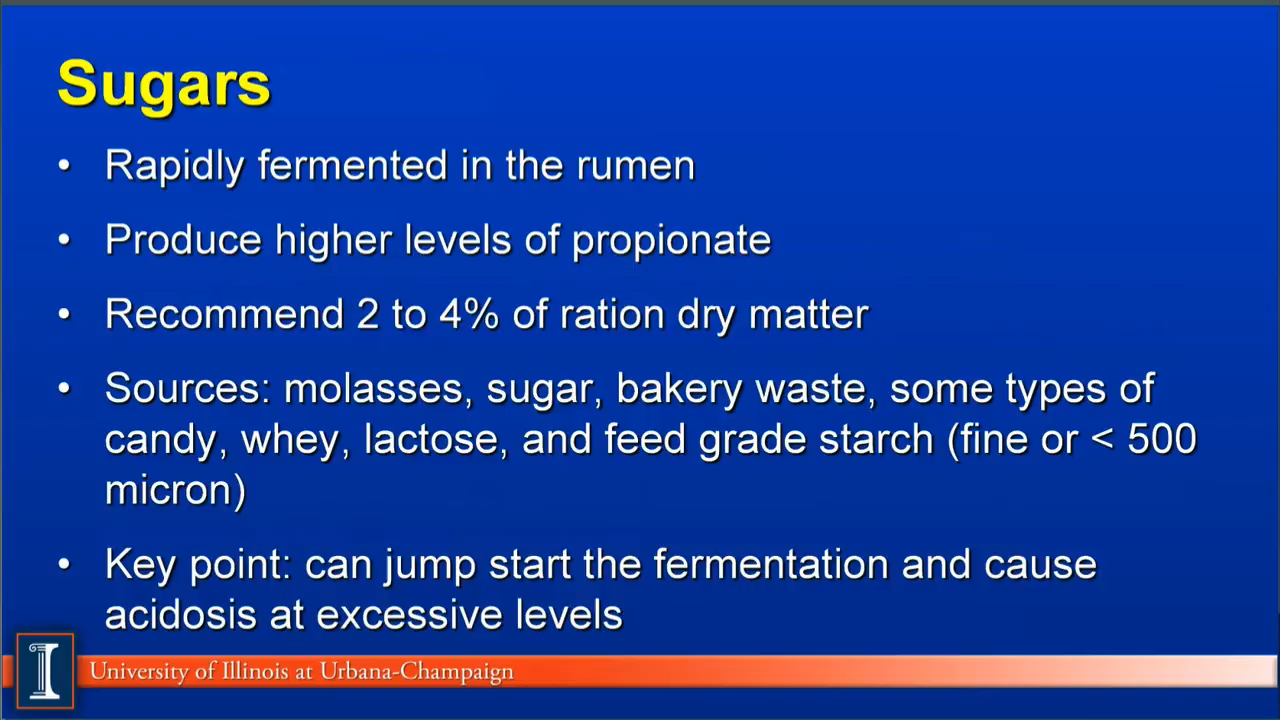 Sugars
• Rapidly fermented in the rumen
• Produce higher levels of propionate
• Recommend 2 to 4% of ration dry matter
• Sources: molasses, sugar, bakery waste, some types of
candy, whey, lactose, and feed grade starch (fine or < 500
micron)
• Key point: can jump start the fermentation and cause
acidosis at excessive levels
I
University of Illinois at Urbana-Champaign